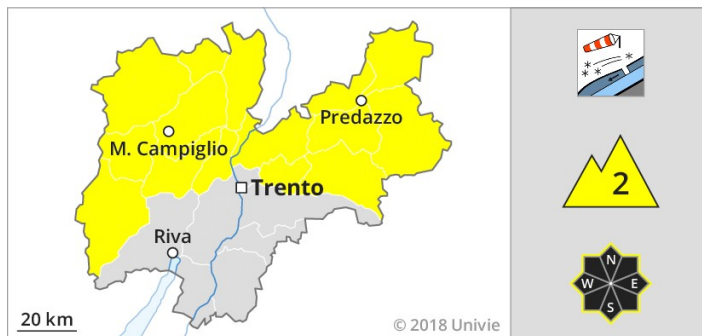 Predazzo
M. Campiglio
Trento
Riva
20 km
© 2018 Univie
2
N
W E
S